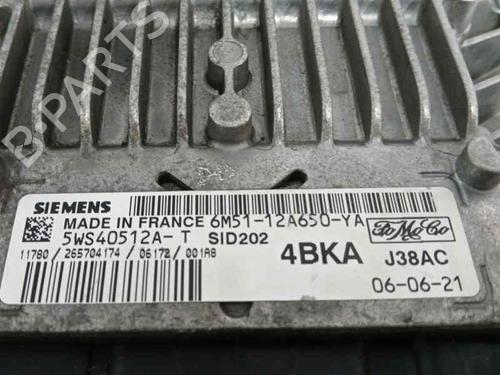 B-PARTS
SIEMENS
MADE IN FRANCE 6M51-12A650-YA
5WS40512A-T SID202
11780 / 265704174 / 06172 / 001A8
4BKA
FoMoCo
J38AC
06-06-21